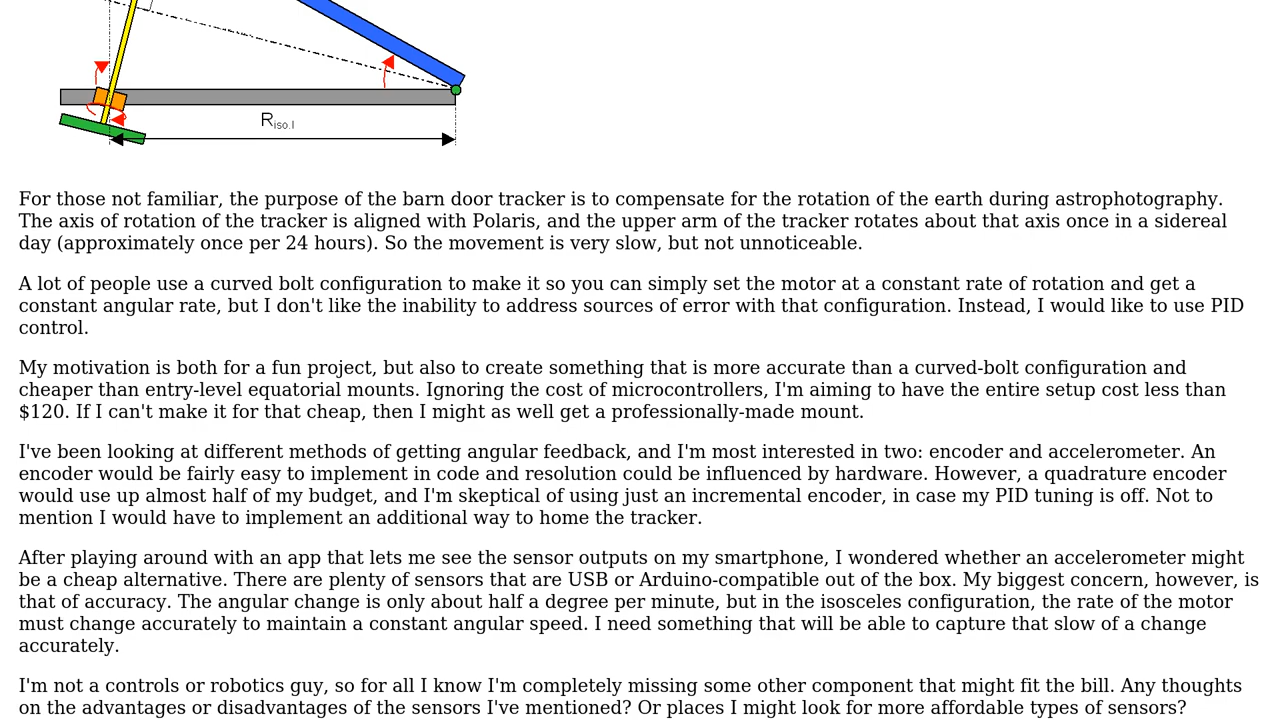 Riso.l
For those not familiar, the purpose of the barn door tracker is to compensate for the rotation of the earth during astrophotography.
The axis of rotation of the tracker is aligned with Polaris, and the upper arm of the tracker rotates about that axis once in a sidereal
day (approximately once per 24 hours). So the movement is very slow, but not unnoticeable.
A lot of people use a curved bolt configuration to make it so you can simply set the motor at a constant rate of rotation and get a
constant angular rate, but I don't like the inability to address sources of error with that configuration. Instead, I would like to use PID
control.
My motivation is both for a fun project, but also to create something that is more accurate than a curved-bolt configuration and
cheaper than entry-level equatorial mounts. Ignoring the cost of microcontrollers, I'm aiming to have the entire setup cost less than
$120. If I can't make it for that cheap, then I might as well get a professionally-made mount.
I've been looking at different methods of getting angular feedback, and I'm most interested in two: encoder and accelerometer. An
encoder would be fairly easy to implement in code and resolution could be influenced by hardware. However, a quadrature encoder
would use up almost half of my budget, and I'm skeptical of using just an incremental encoder, in case my PID tuning is off. Not to
mention I would have to implement an additional way to home the tracker.
After playing around with an app that lets me see the sensor outputs on my smartphone, I wondered whether an accelerometer might
be a cheap alternative. There are plenty of sensors that are USB or Arduino-compatible out of the box. My biggest concern, however, is
that of accuracy. The angular change is only about half a degree per minute, but in the isosceles configuration, the rate of the motor
must change accurately to maintain a constant angular speed. I need something that will be able to capture that slow of a change
accurately.
I'm not a controls or robotics guy, so for all I know I'm completely missing some other component that might fit the bill. Any thoughts
on the advantages or disadvantages of the sensors I've mentioned? Or places I might look for more affordable types of sensors?